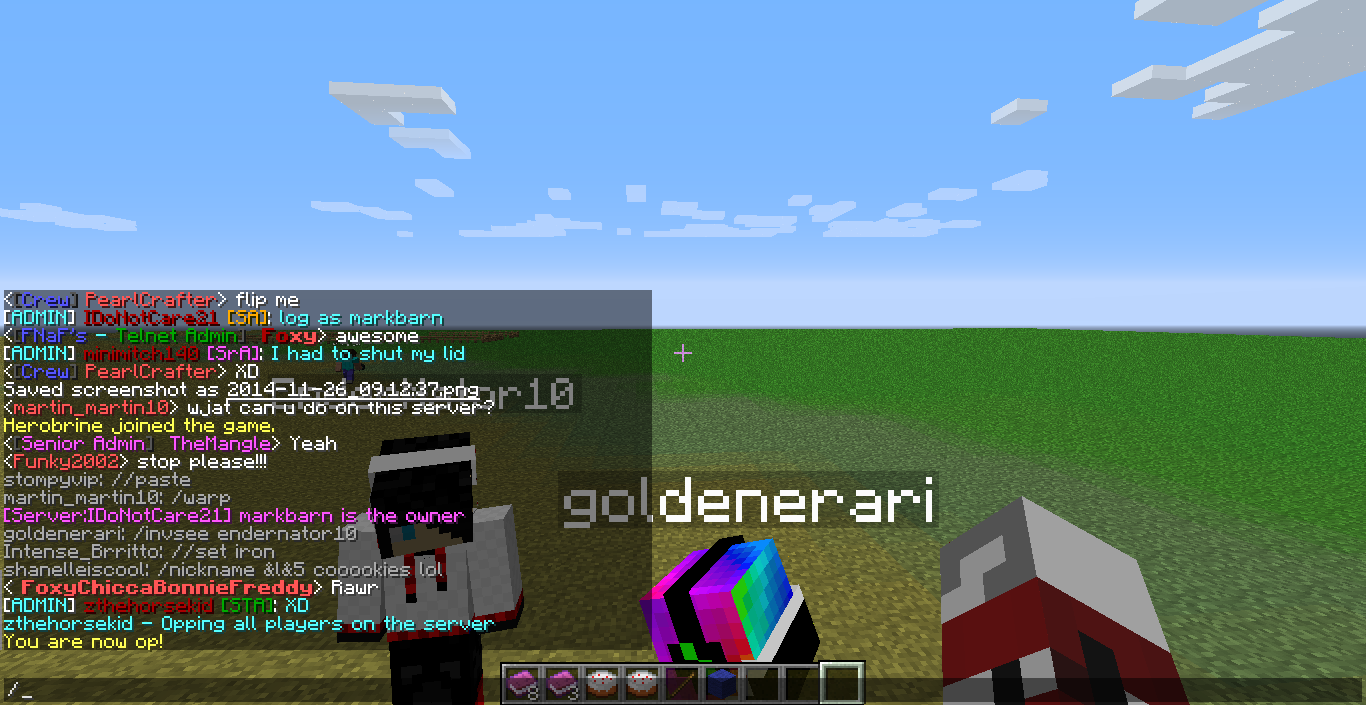 <[Crew] PearlCrafter> flip me
[ADMIN] IDoNotCare21 [SA]: log as markbarn
<[FNaF's - Telnet Admin] Foxy> awesome
[ADMIN] minimitch140 [SrA]: I had to shut my lid
<[Crew] PearlCrafter> XD
Saved screenshot as 2014-11-26_09.12.37.png
<martin_martin10> wjat can u do on this server?
Herobrine joined the game.
<[Senior Admin] TheMangle> Yeah
<Funky2002> stop please!!!
stompyvip: //paste
martin_martin10: /warp
[Server:IDoNotCare21] markbarn is the owner
goldenerari: /invsee endernator10
Intense_Brritto: //set iron
shanelleiscool: /nickname &l&5 cooookies lol
< FoxyChiccaBonnieFreddy> Rawr
[ADMIN] zthehorsekid [STA]: XD
zthehorsekid - Opping all players on the server
You are now op!
goldenerari
8
3
/_